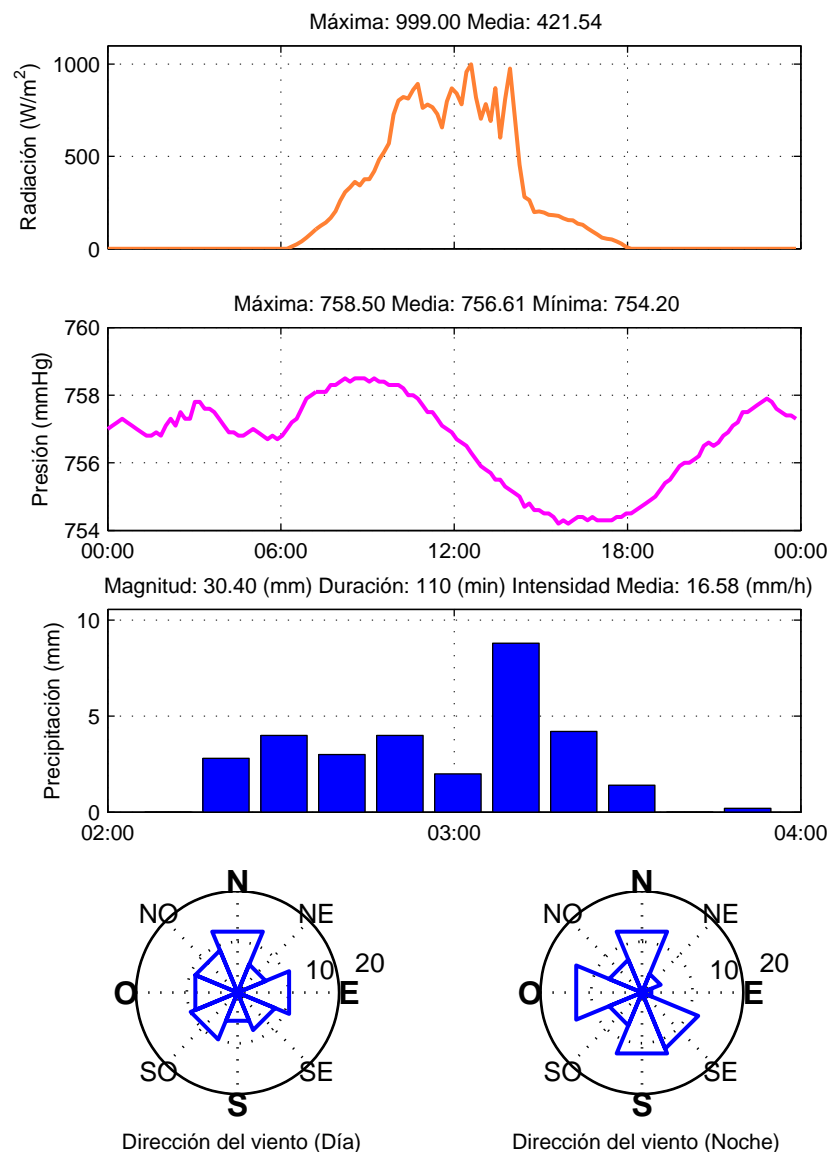 Máxima: 999.00 Media: 421.54
1000
500
0
Radiación (W/m²)
Máxima: 758.50 Media: 756.61 Mínima: 754.20
760
758
756
754
Presión (mmHg)
00:00 06:00 12:00 18:00 00:00
Magnitud: 30.40 (mm) Duración: 110 (min) Intensidad Media: 16.58 (mm/h)
10
5
0
Precipitación (mm)
02:00 03:00 04:00
N
NO NE
10 20
O E
SO SE
S
Dirección del viento (Día)
N
NO NE
10 20
O E
SO SE
S
Dirección del viento (Noche)